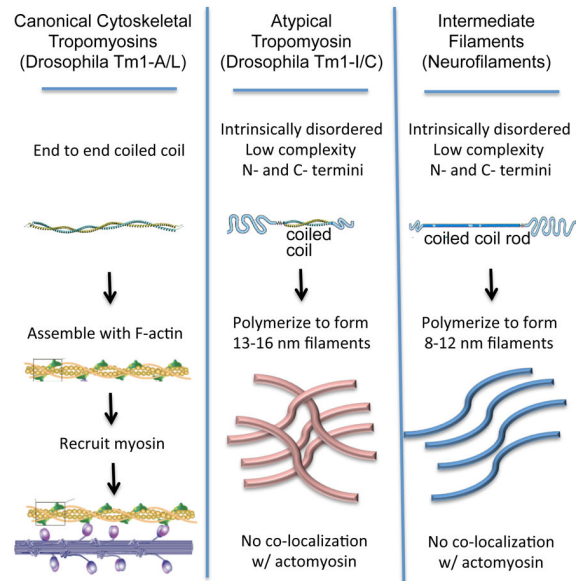 Canonical Cytoskeletal
Tropomyosins
(Drosophila Tm1-A/L)
End to end coiled coil
Assemble with F-actin
Recruit myosin
Atypical
Tropomyosin
(Drosophila Tm1-I/C)
Intrinsically disordered
Low complexity
N- and C- termini
coiled
coil
Polymerize to form
13-16 nm filaments
No co-localization
w/ actomyosin
Intermediate
Filaments
(Neurofilaments)
Intrinsically disordered
Low complexity
N- and C- termini
coiled coil rod
Polymerize to form
8-12 nm filaments
No co-localization
w/ actomyosin